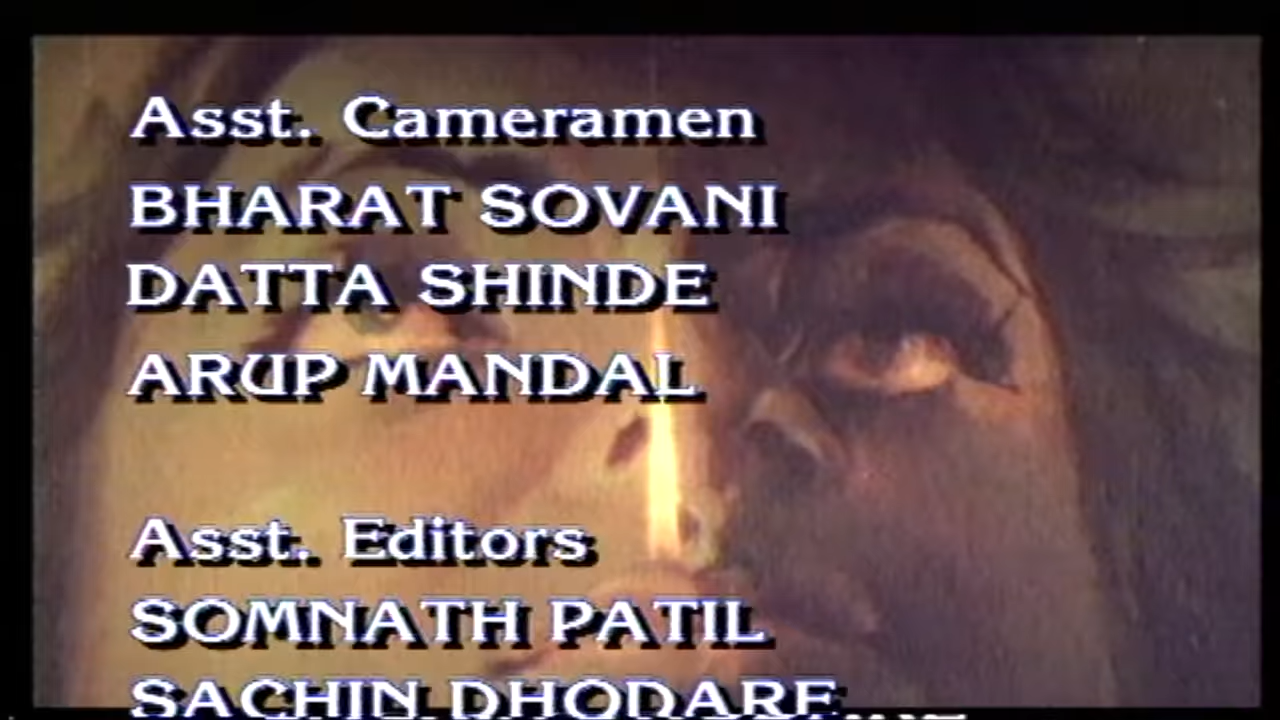 Asst. Cameramen
BHARAT SOVANI
DATTA SHINDE
ARUP MANDAL
Asst. Editors
SOMNATH PATIL
SACHIN DHODARE